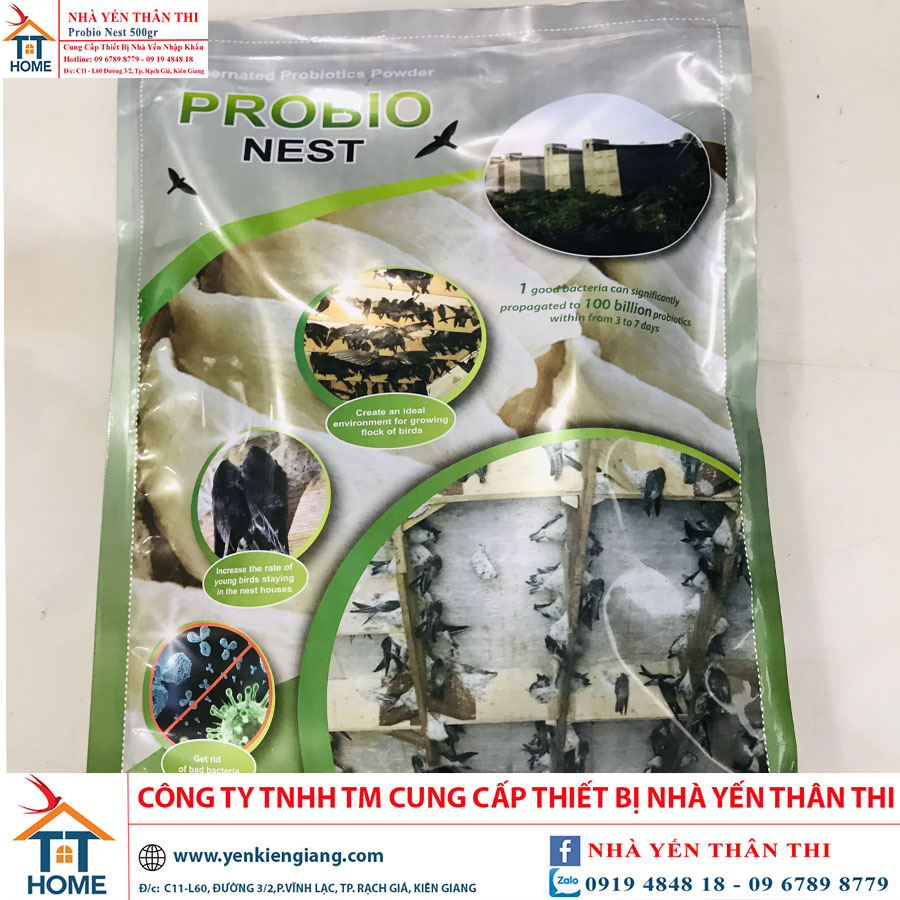 TT
HOME
NHÀ YẾN THÂN THI
Probio Nest 500gr
Cung Cấp Thiết Bị Nhà Yến Nhập Khẩu
Hotline: 09 6789 8779 - 09 19 4848 18
Đ/c: C11 - L60 Đường 3/2, Tp. Rạch Giá, Kiên Giang
Probiotics Powder
PROBIO
NEST
1 good bacteria can significantly
propagated to 100 billion probiotics
within from 3 to 7 days
Create an ideal
environment for growing
flock of birds
Increase the rate of
young birds staying
in the nest houses
Get rid
of bad bacteria
TT
HOME
CÔNG TY TNHH TM CUNG CẤP THIẾT BỊ NHÀ YẾN THÂN THI
www.yenkiengiang.com
Đ/c: C11-L60, ĐƯỜNG 3/2,P.VĨNH LẠC, TP. RẠCH GIÁ, KIÊN GIANG
f NHÀ YẾN THÂN THI
Zalo 0919 4848 18 - 09 6789 8779